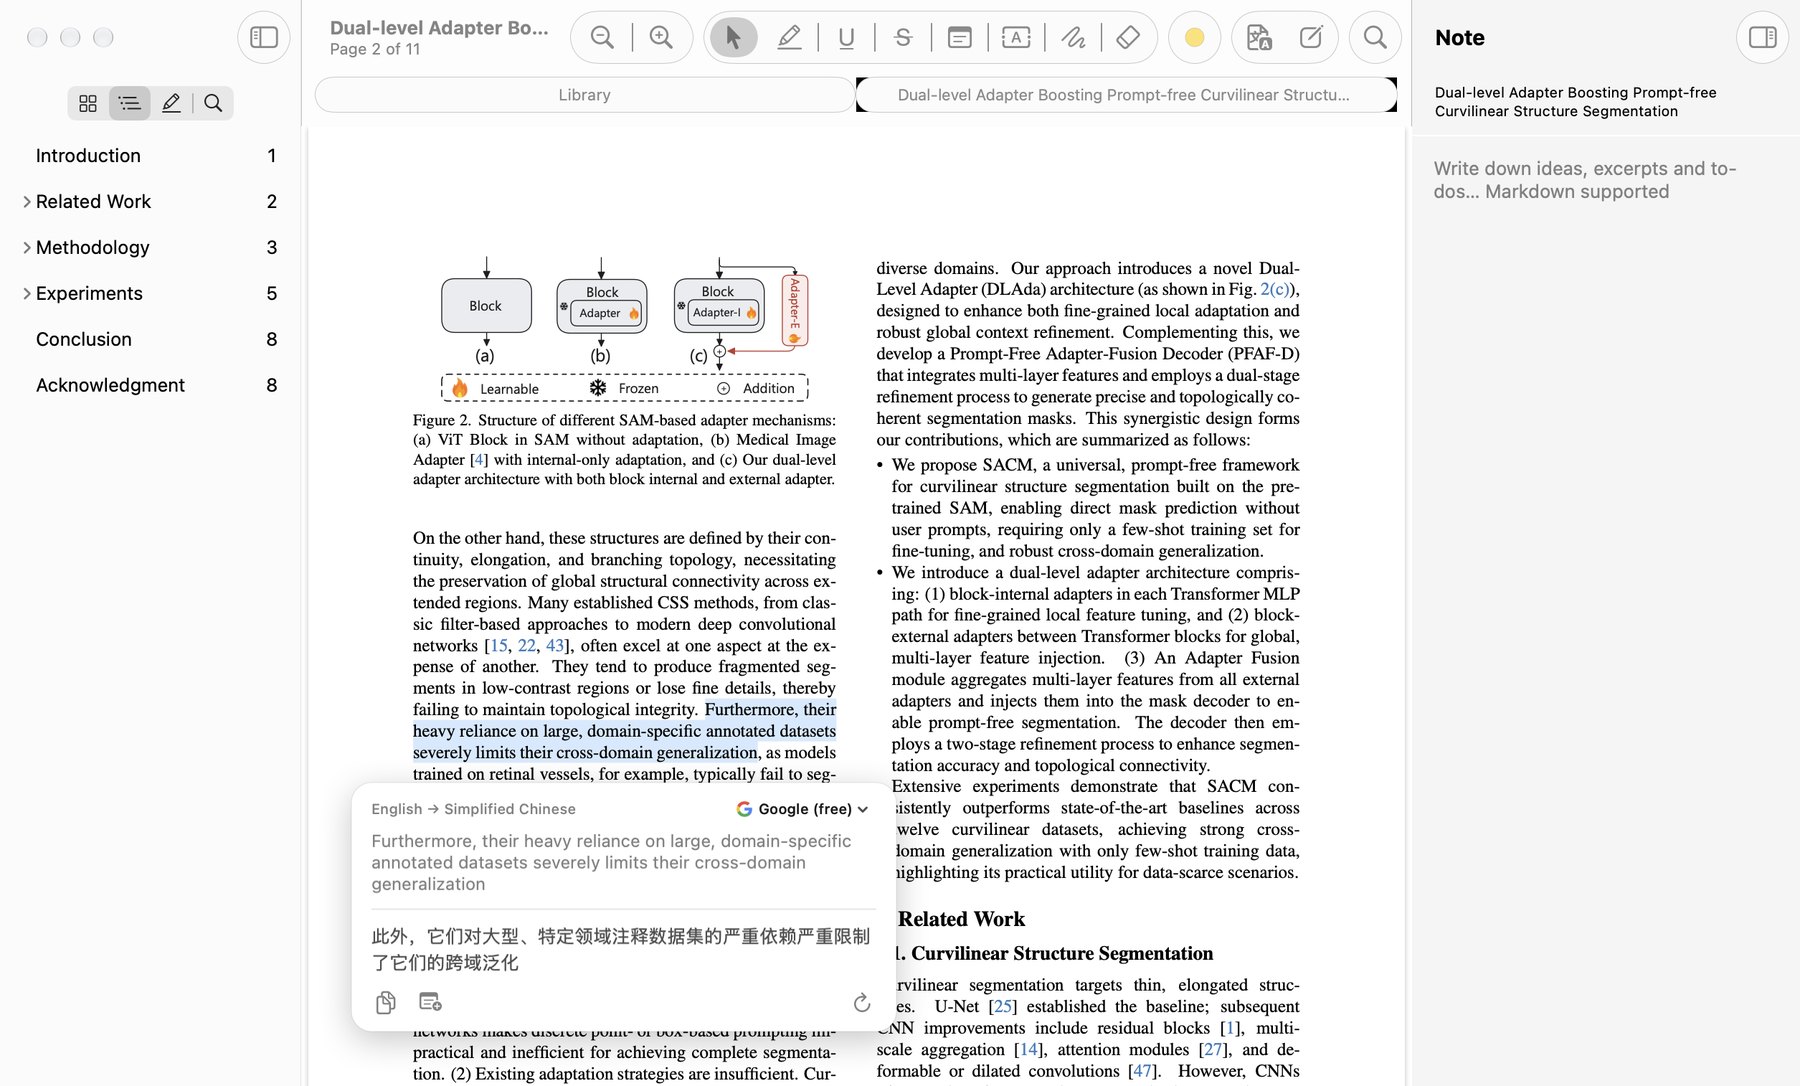 Dual-level Adapter Bo...
Page 2 of 11
Library
Dual-level Adapter Boosting Prompt-free Curvilinear Structu...
Introduction 1
Related Work 2
Methodology 3
Experiments 5
Conclusion 8
Acknowledgment 8
Block
(a)
Block
Adapter
(b)
Block
Adapter-I
Adapter-E
(c)
Learnable
Frozen
Addition
Figure 2. Structure of different SAM-based adapter mechanisms:
(a) ViT Block in SAM without adaptation, (b) Medical Image
Adapter [4] with internal-only adaptation, and (c) Our dual-level
adapter architecture with both block internal and external adapter.
On the other hand, these structures are defined by their con-
tinuity, elongation, and branching topology, necessitating
the preservation of global structural connectivity across ex-
tended regions. Many established CSS methods, from clas-
sic filter-based approaches to modern deep convolutional
networks [15, 22, 43], often excel at one aspect at the ex-
pense of another. They tend to produce fragmented seg-
ments in low-contrast regions or lose fine details, thereby
failing to maintain topological integrity. Furthermore, their
heavy reliance on large, domain-specific annotated datasets
severely limits their cross-domain generalization, as models
trained on retinal vessels, for example, typically fail to seg-
English → Simplified Chinese
Google (free)
Furthermore, their heavy reliance on large, domain-specific
annotated datasets severely limits their cross-domain
generalization
此外，它们对大型、特定领域注释数据集的严重依赖严重限制
了它们的跨域泛化
networks makes discrete point- or box-based prompting im-
practical and inefficient for achieving complete segmenta-
tion. (2) Existing adaptation strategies are insufficient. Cur-
diverse domains. Our approach introduces a novel Dual-
Level Adapter (DLAda) architecture (as shown in Fig. 2(c)),
designed to enhance both fine-grained local adaptation and
robust global context refinement. Complementing this, we
develop a Prompt-Free Adapter-Fusion Decoder (PFAF-D)
that integrates multi-layer features and employs a dual-stage
refinement process to generate precise and topologically co-
herent segmentation masks. This synergistic design forms
our contributions, which are summarized as follows:
• We propose SACM, a universal, prompt-free framework
for curvilinear structure segmentation built on the pre-
trained SAM, enabling direct mask prediction without
user prompts, requiring only a few-shot training set for
fine-tuning, and robust cross-domain generalization.
• We introduce a dual-level adapter architecture compris-
ing: (1) block-internal adapters in each Transformer MLP
path for fine-grained local feature tuning, and (2) block-
external adapters between Transformer blocks for global,
multi-layer feature injection. (3) An Adapter Fusion
module aggregates multi-layer features from all external
adapters and injects them into the mask decoder to en-
able prompt-free segmentation. The decoder then em-
ploys a two-stage refinement process to enhance segmen-
tation accuracy and topological connectivity.
Extensive experiments demonstrate that SACM con-
sistently outperforms state-of-the-art baselines across
twelve curvilinear datasets, achieving strong cross-
domain generalization with only few-shot training data,
highlighting its practical utility for data-scarce scenarios.
Related Work
1. Curvilinear Structure Segmentation
rvilinear segmentation targets thin, elongated struc-
es. U-Net [25] established the baseline; subsequent
CNN improvements include residual blocks [1], multi-
scale aggregation [14], attention modules [27], and de-
formable or dilated convolutions [47]. However, CNNs
Note
Dual-level Adapter Boosting Prompt-free
Curvilinear Structure Segmentation
Write down ideas, excerpts and to-
dos... Markdown supported